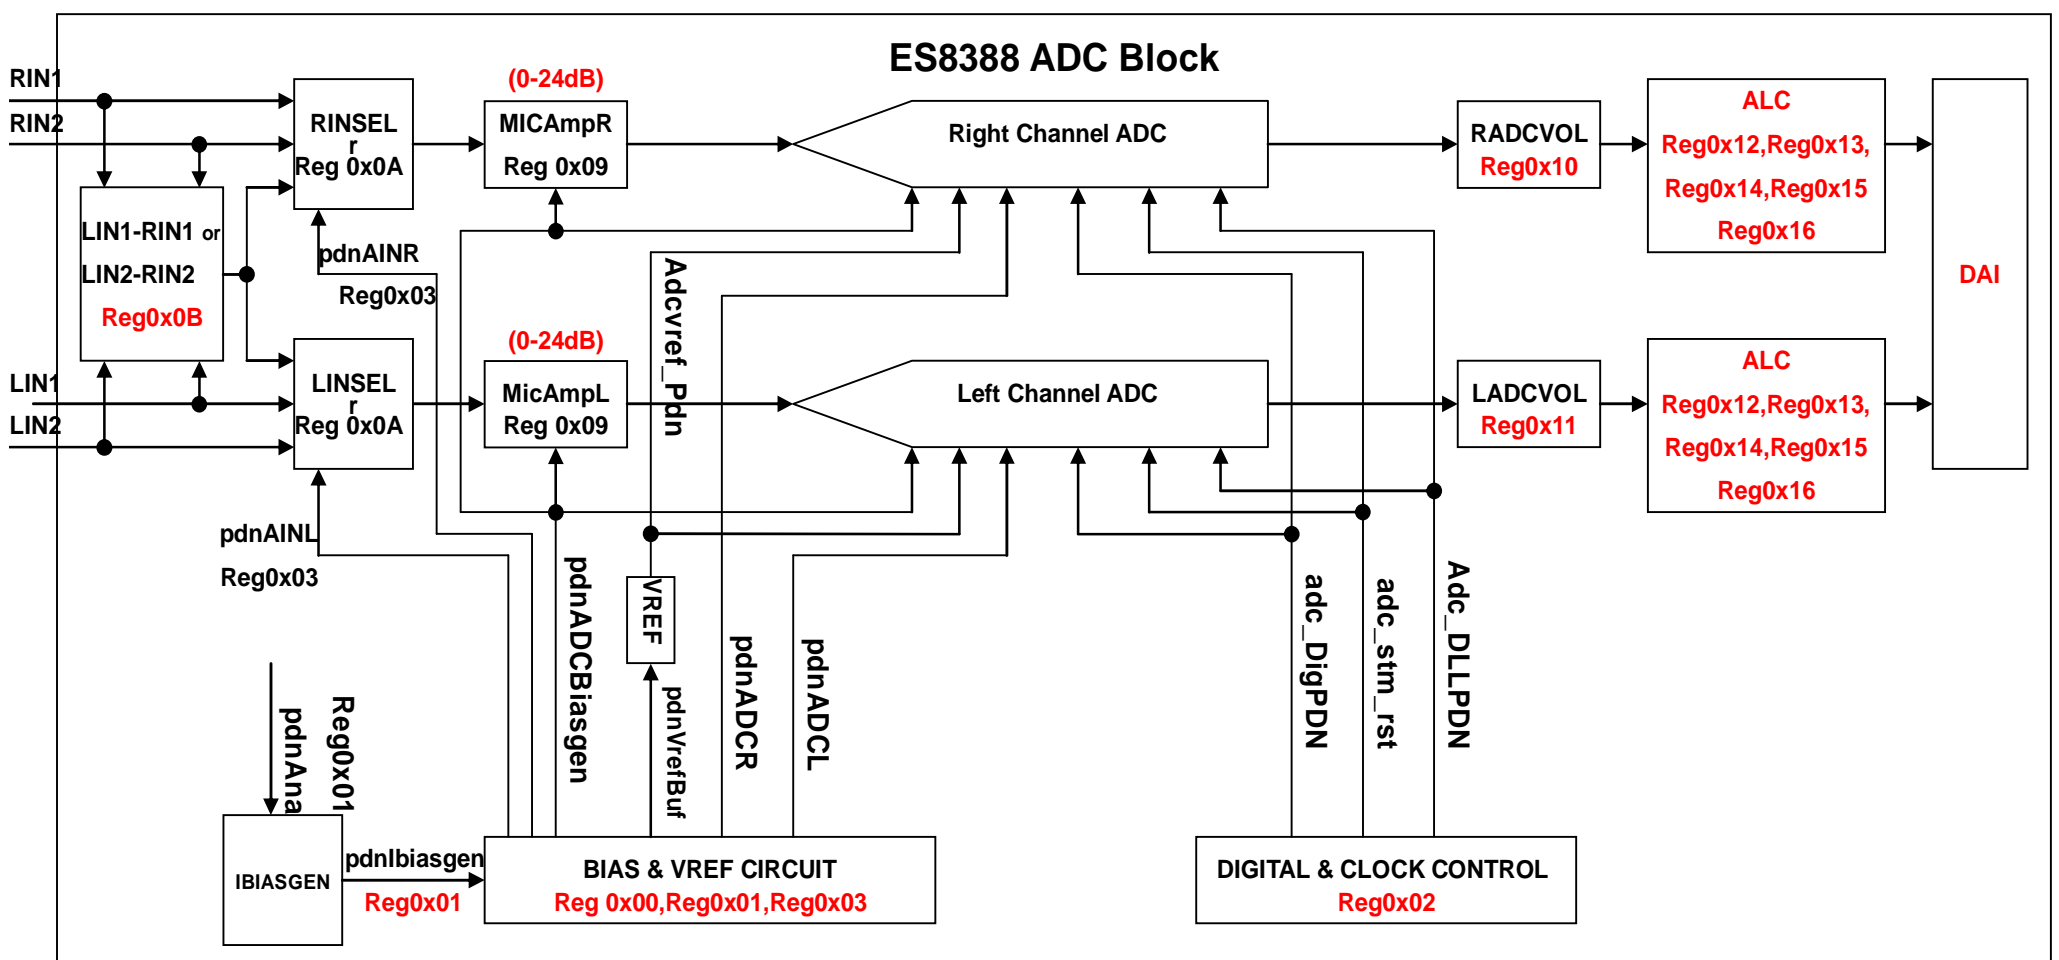 ES8388 ADC Block
RIN1
RIN2
RINSEL
r
Reg 0x0A
(0-24dB)
MICAmpR
Reg 0x09
Right Channel ADC
RADCVOL
Reg0x10
ALC
Reg0x12,Reg0x13,
Reg0x14,Reg0x15
Reg0x16
DAI
LIN1-RIN1 or
LIN2-RIN2
Reg0x0B
pdnAINR
Reg0x03
Adcvref_Pdn
LIN1
LIN2
LINSEL
r
Reg 0x0A
(0-24dB)
MicAmpL
Reg 0x09
Left Channel ADC
LADCVOL
Reg0x11
ALC
Reg0x12,Reg0x13,
Reg0x14,Reg0x15
Reg0x16
pdnAINL
Reg0x03
pdnADCBiasgen
VREF
pdnVrefBuf
pdnADCR
pdnADCL
adc_DigPDN
adc_stm_rst
Adc_DLLPDN
Reg0x01
pdnAna
IBIASGEN
pdnIbiasgen
Reg0x01
BIAS & VREF CIRCUIT
Reg 0x00,Reg0x01,Reg0x03
DIGITAL & CLOCK CONTROL
Reg0x02